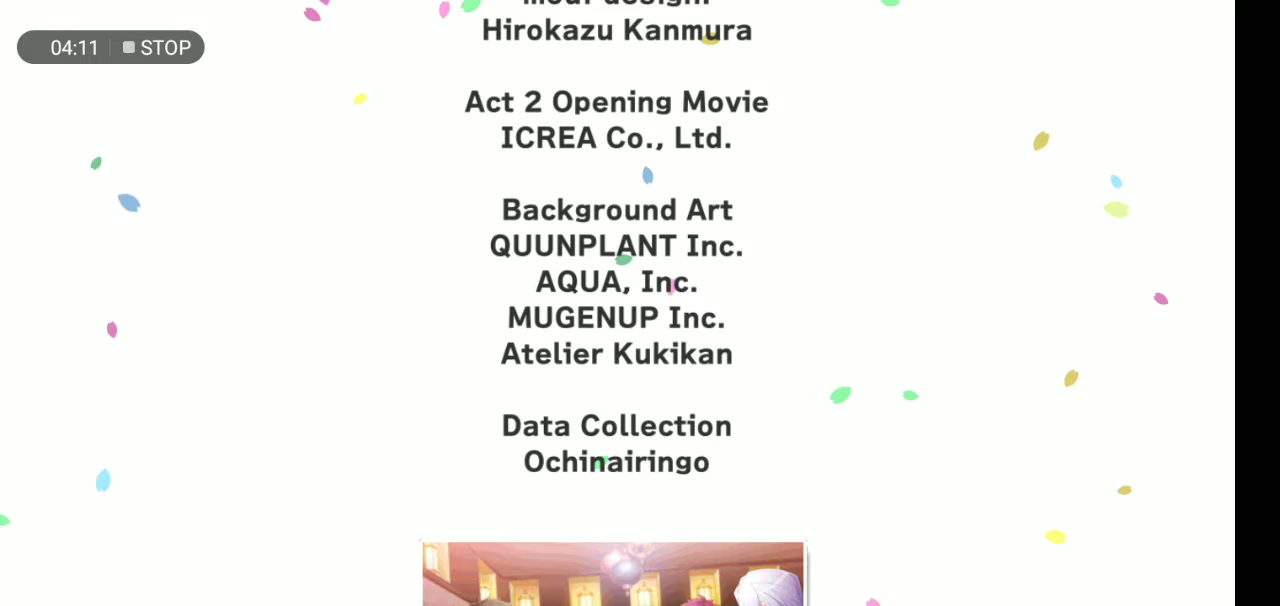 04:11 STOP
Hirokazu Kanmura
Act 2 Opening Movie
ICREA Co., Ltd.
Background Art
QUUNPLANT Inc.
AQUA, Inc.
MUGENUP Inc.
Atelier Kukikan
Data Collection
Ochinairingo